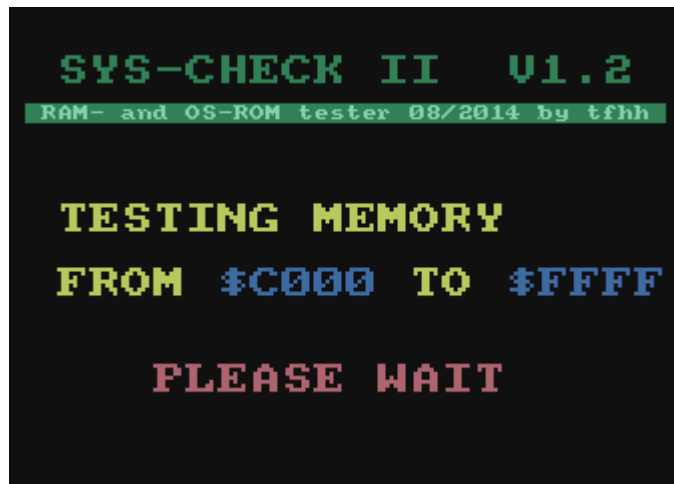 SYS-CHECK II V1.2
RAM- and OS-ROM tester 08/2014 by tfhh
TESTING MEMORY
FROM $C000 TO $FFFF
PLEASE WAIT